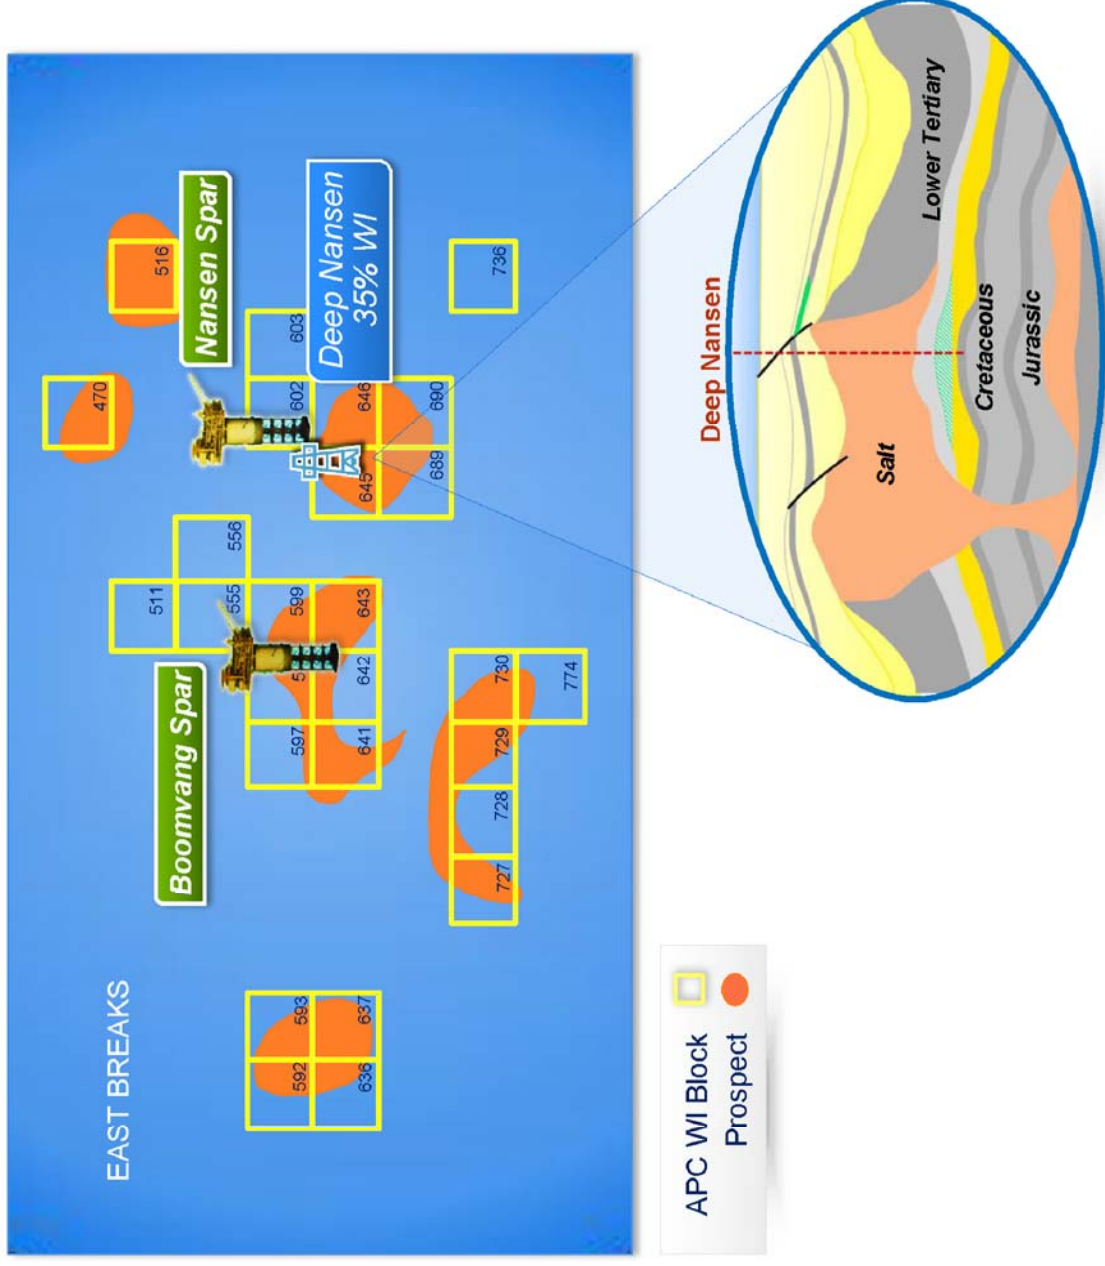 EAST BREAKS
470
511
516
Boomvang Spar
Nansen Spar
555
556
592
593
597
599
602
603
Deep Nansen
35% WI
636
637
641
642
643
645
646
689
690
727
728
729
730
736
774
APC WI Block
Prospect
Deep Nansen
Salt
Lower Tertiary
Cretaceous
Jurassic